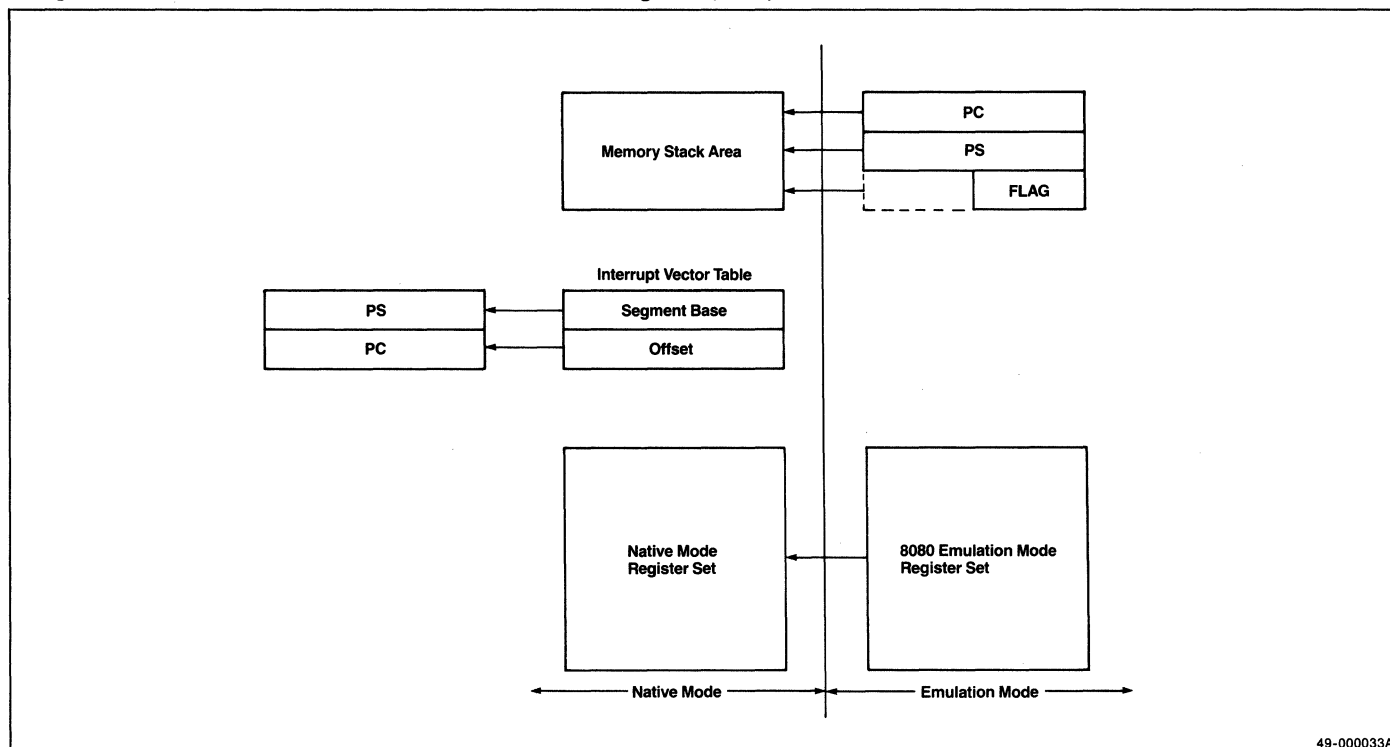 PC
Memory Stack Area
PS
FLAG
Interrupt Vector Table
PS
Segment Base
PC
Offset
Native Mode
Register Set
8080 Emulation Mode
Register Set
Native Mode
Emulation Mode
49-000033A